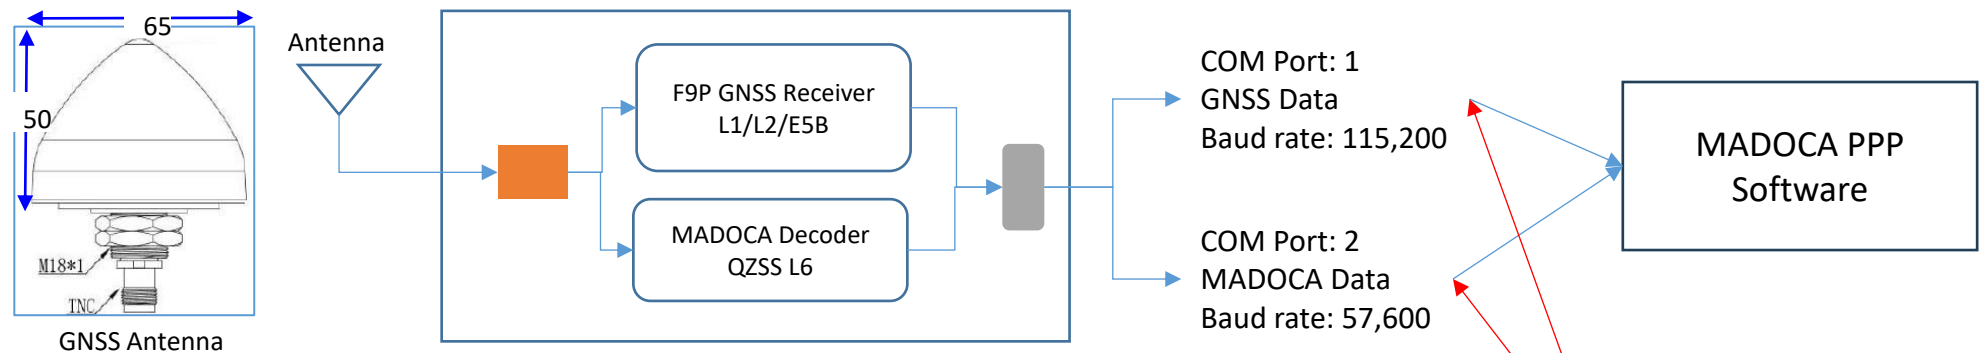 65
50
M18*1
TNC
GNSS Antenna
Antenna
F9P GNSS Receiver
L1/L2/E5B
MADOCA Decoder
QZSS L6
COM Port: 1
GNSS Data
Baud rate: 115,200
COM Port: 2
MADOCA Data
Baud rate: 57,600
MADOCA PPP
Software